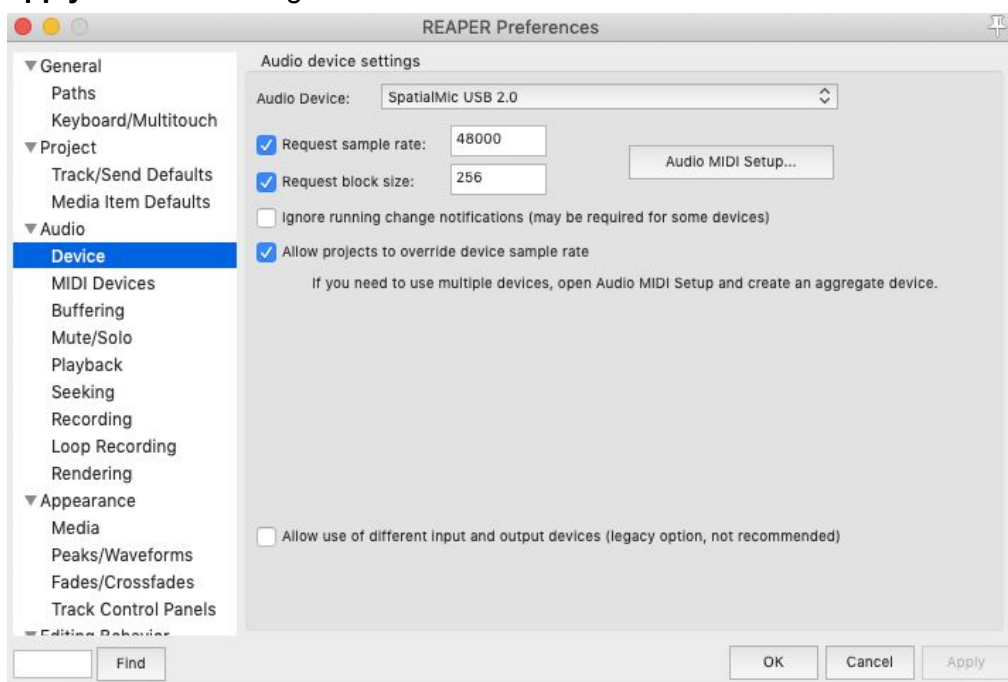 REAPER Preferences
General
Paths
Keyboard/Multitouch
Project
Track/Send Defaults
Media Item Defaults
Audio
Device
MIDI Devices
Buffering
Mute/Solo
Playback
Seeking
Recording
Loop Recording
Rendering
Appearance
Media
Peaks/Waveforms
Fades/Crossfades
Track Control Panels
Find
Audio device settings
Audio Device: SpatialMic USB 2.0
Request sample rate: 48000
Request block size: 256
Audio MIDI Setup...
Ignore running change notifications (may be required for some devices)
Allow projects to override device sample rate
If you need to use multiple devices, open Audio MIDI Setup and create an aggregate device.
Allow use of different input and output devices (legacy option, not recommended)
OK Cancel Apply